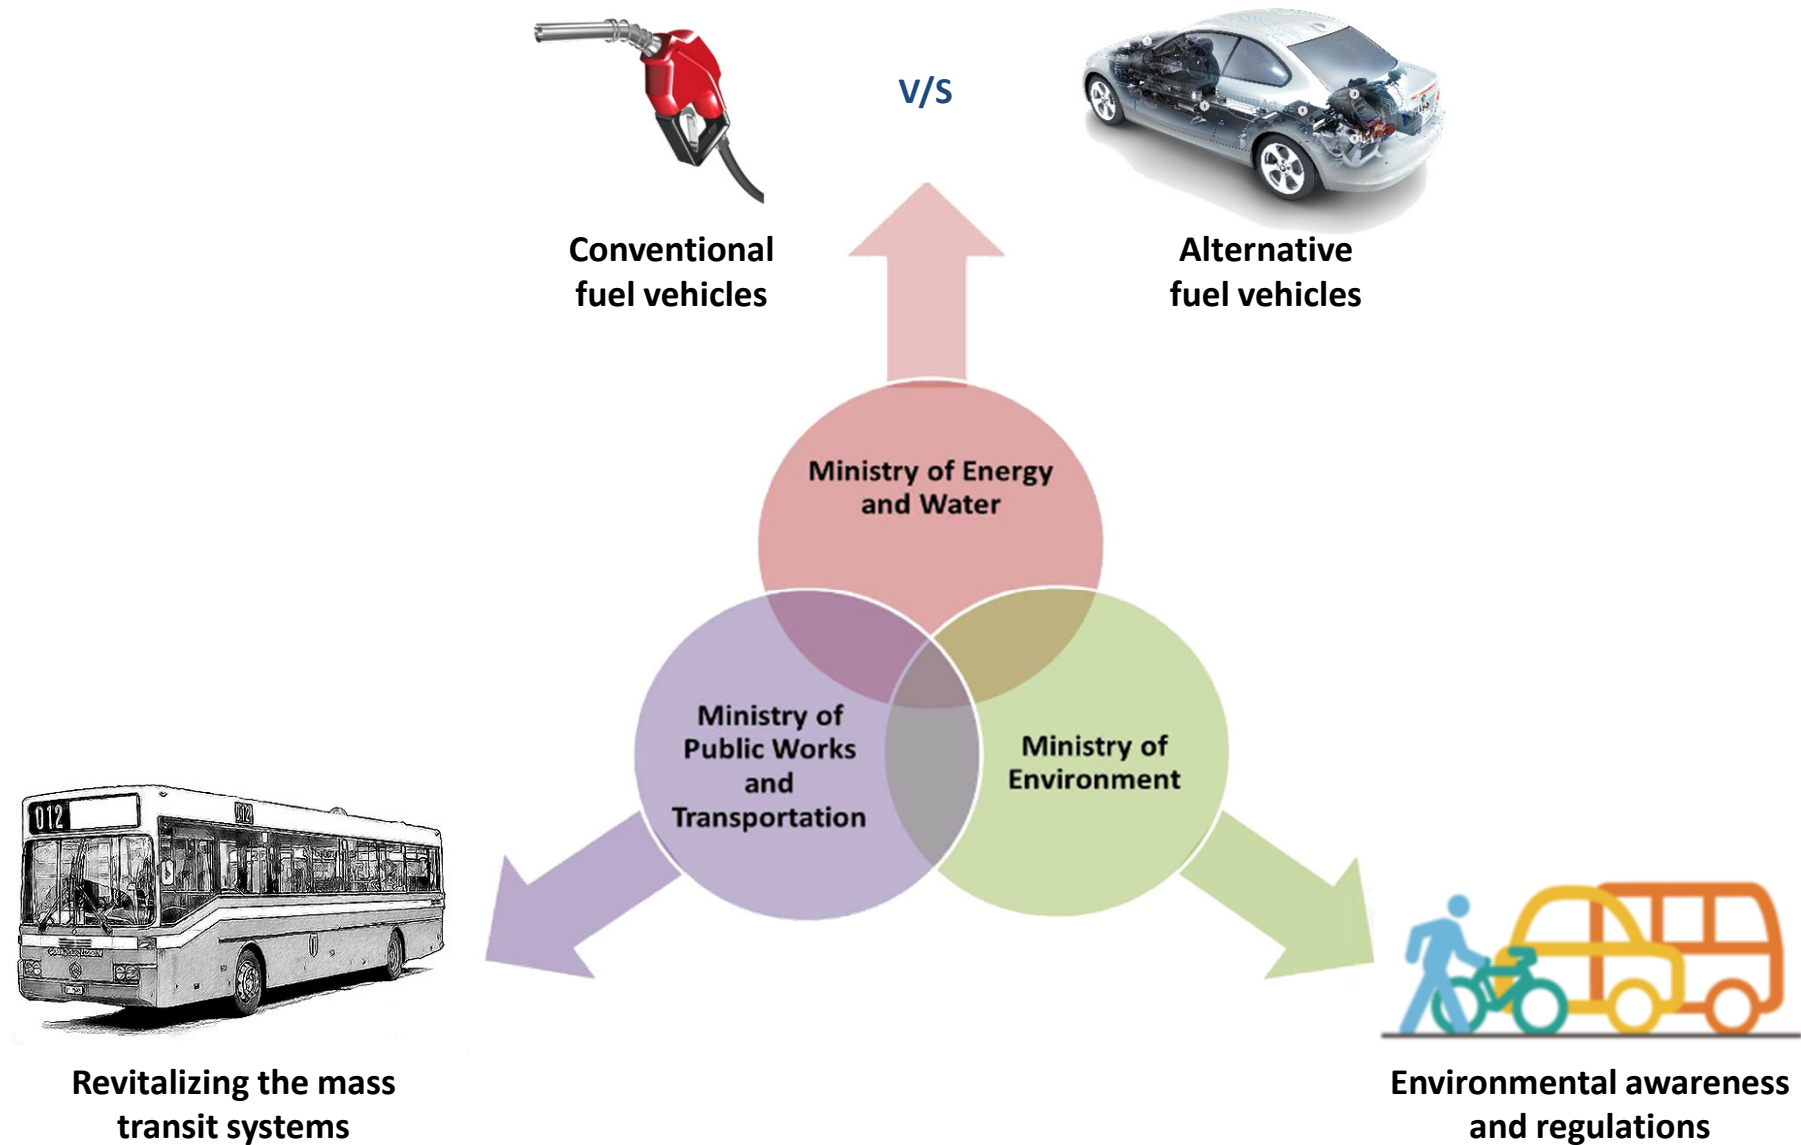 V/S
Conventional
fuel vehicles
Alternative
fuel vehicles
Ministry of Energy
and Water
Ministry of
Public Works
and
Transportation
Ministry of
Environment
012
012
Revitalizing the mass
transit systems
Environmental awareness
and regulations